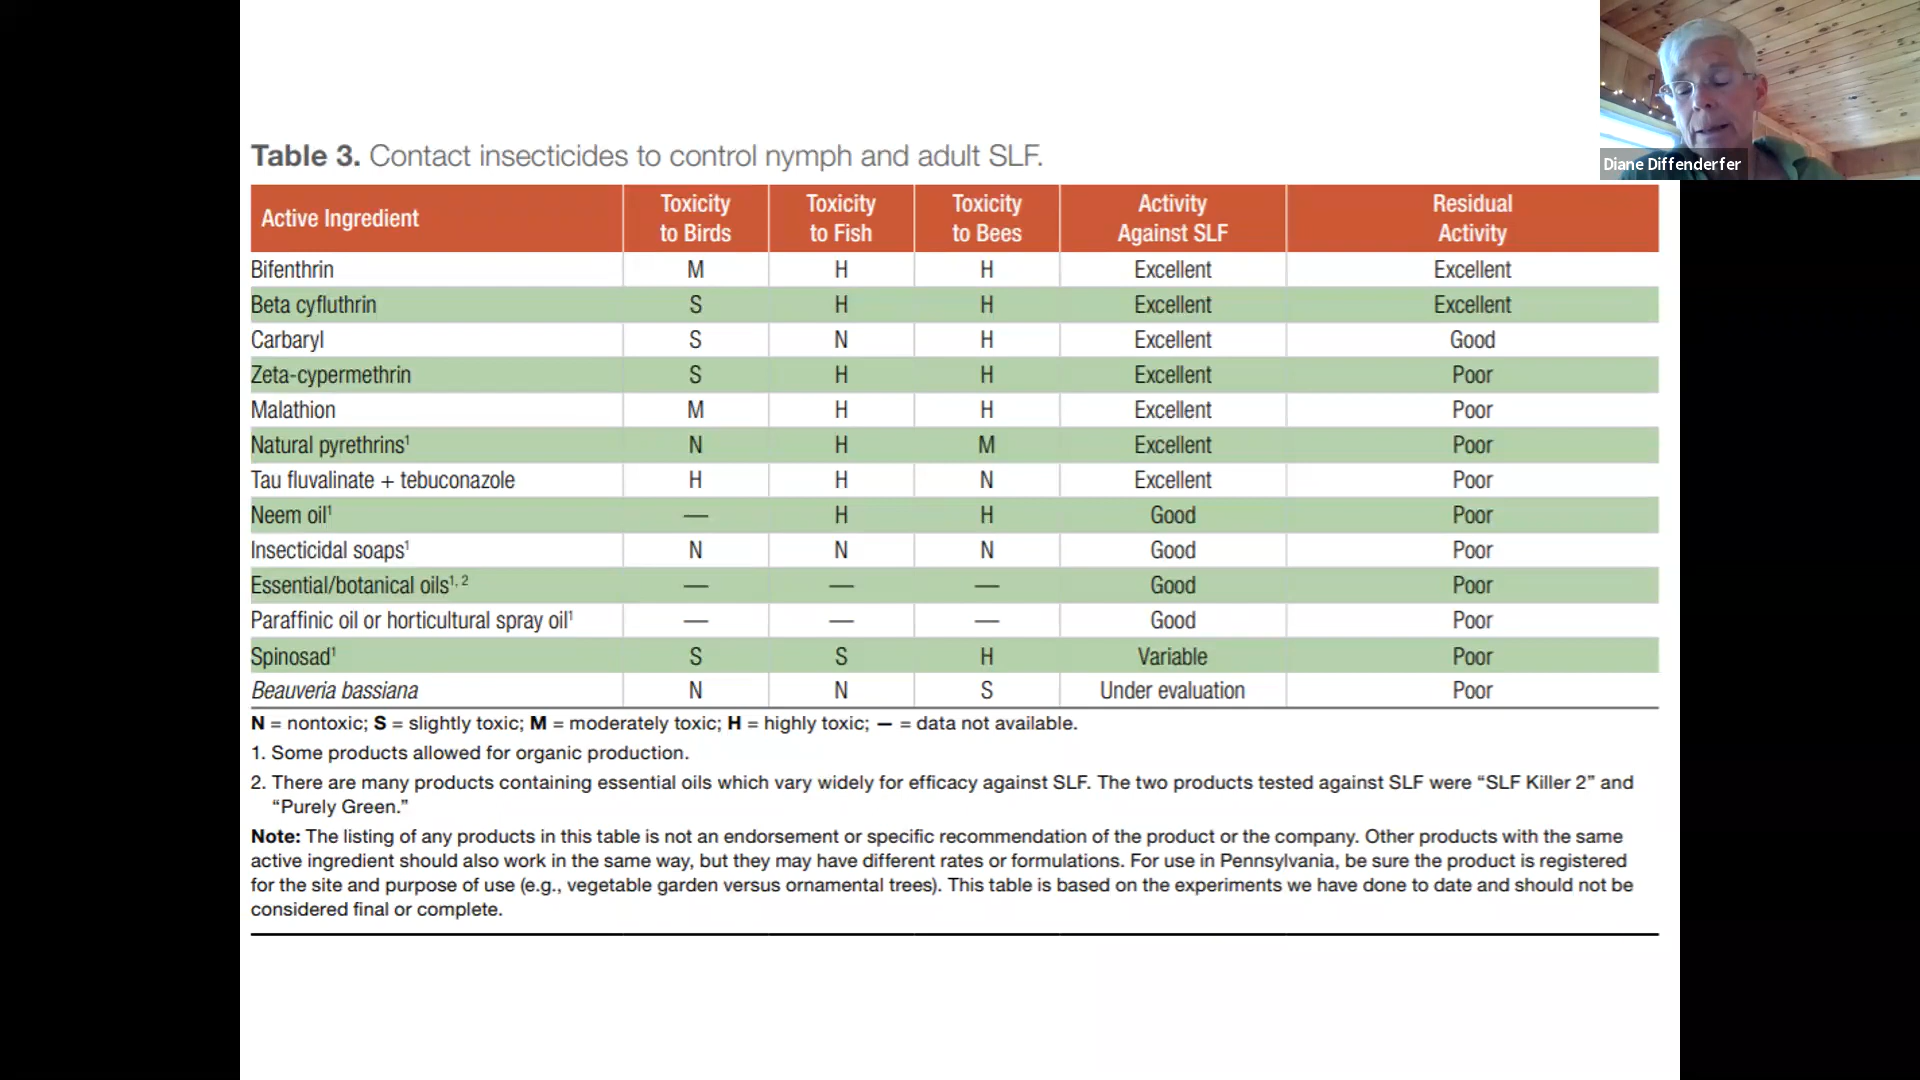 Diane Diffenderfer
Table 3. Contact insecticides to control nymph and adult SLF.
Active Ingredient Toxicity to Birds Toxicity to Fish Toxicity to Bees Activity Against SLF Residual Activity
Bifenthrin M H H Excellent Excellent
Beta cyfluthrin S H H Excellent Excellent
Carbaryl S N H Excellent Good
Zeta-cypermethrin S H H Excellent Poor
Malathion M H H Excellent Poor
Natural pyrethrins¹ N H M Excellent Poor
Tau fluvalinate + tebuconazole H H N Excellent Poor
Neem oil¹ — H H Good Poor
Insecticidal soaps¹ N N N Good Poor
Essential/botanical oils¹, ² — — — Good Poor
Paraffinic oil or horticultural spray oil¹ — — — Good Poor
Spinosad¹ S S H Variable Poor
Beauveria bassiana N N S Under evaluation Poor
N = nontoxic; S = slightly toxic; M = moderately toxic; H = highly toxic; — = data not available.
1. Some products allowed for organic production.
2. There are many products containing essential oils which vary widely for efficacy against SLF. The two products tested against SLF were “SLF Killer 2” and
“Purely Green.”
Note: The listing of any products in this table is not an endorsement or specific recommendation of the product or the company. Other products with the same
active ingredient should also work in the same way, but they may have different rates or formulations. For use in Pennsylvania, be sure the product is registered
for the site and purpose of use (e.g., vegetable garden versus ornamental trees). This table is based on the experiments we have done to date and should not be
considered final or complete.